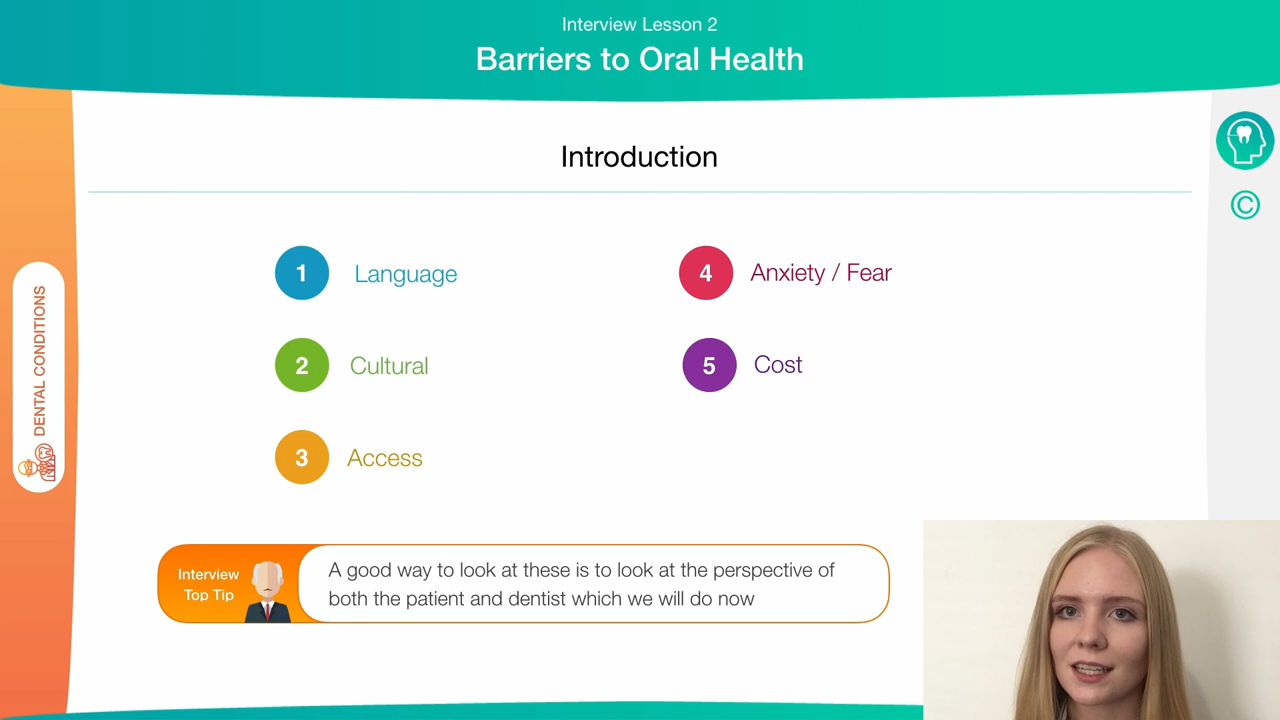 Interview Lesson 2
Barriers to Oral Health
Introduction
1 Language
2 Cultural
3 Access
4 Anxiety / Fear
5 Cost
DENTAL CONDITIONS
©
Interview
Top Tip
A good way to look at these is to look at the perspective of
both the patient and dentist which we will do now